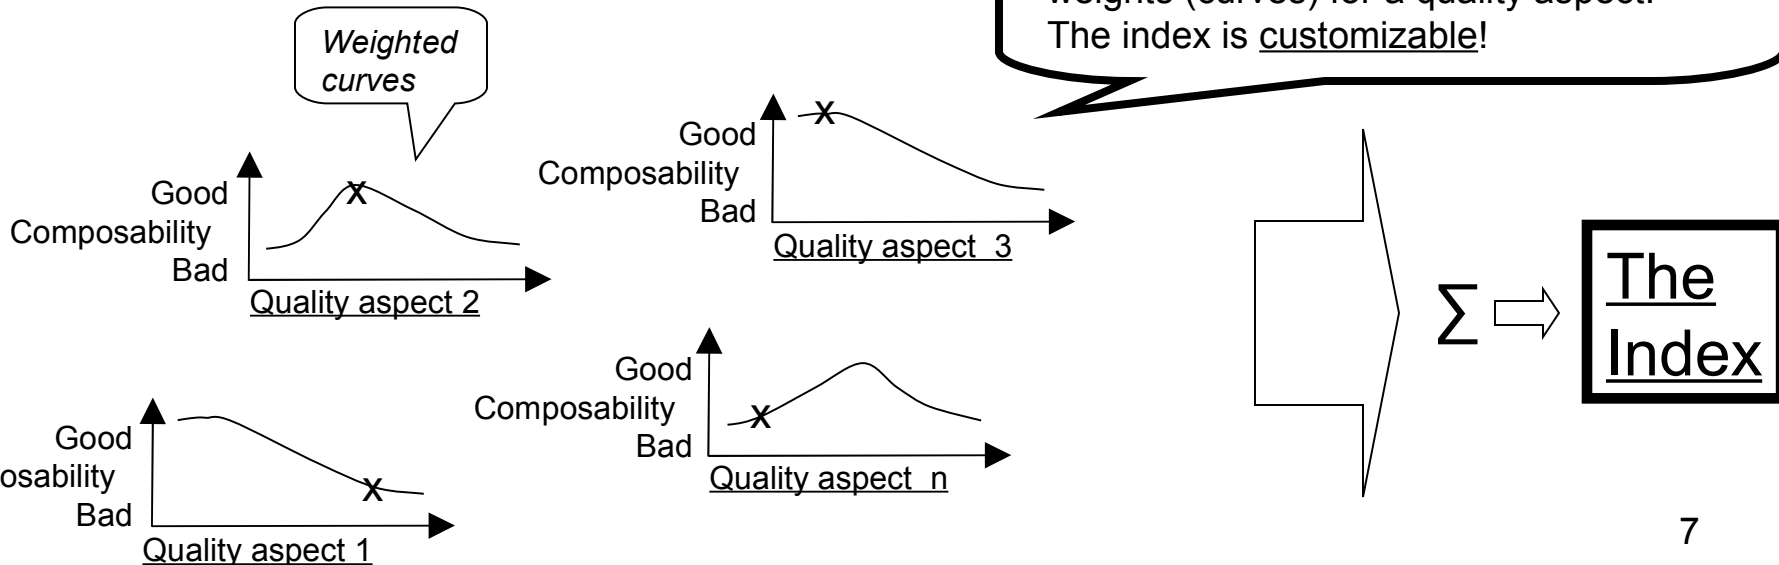 weights (curves) for a quality aspect.
The index is customizable!
Weighted
curves
Good
Composability
Bad
Quality aspect 2
Good
Composability
Bad
Quality aspect 3
Good
Composability
Bad
Quality aspect n
Good
osability
Bad
Quality aspect 1
x
x
x
x
Σ
The
Index
7